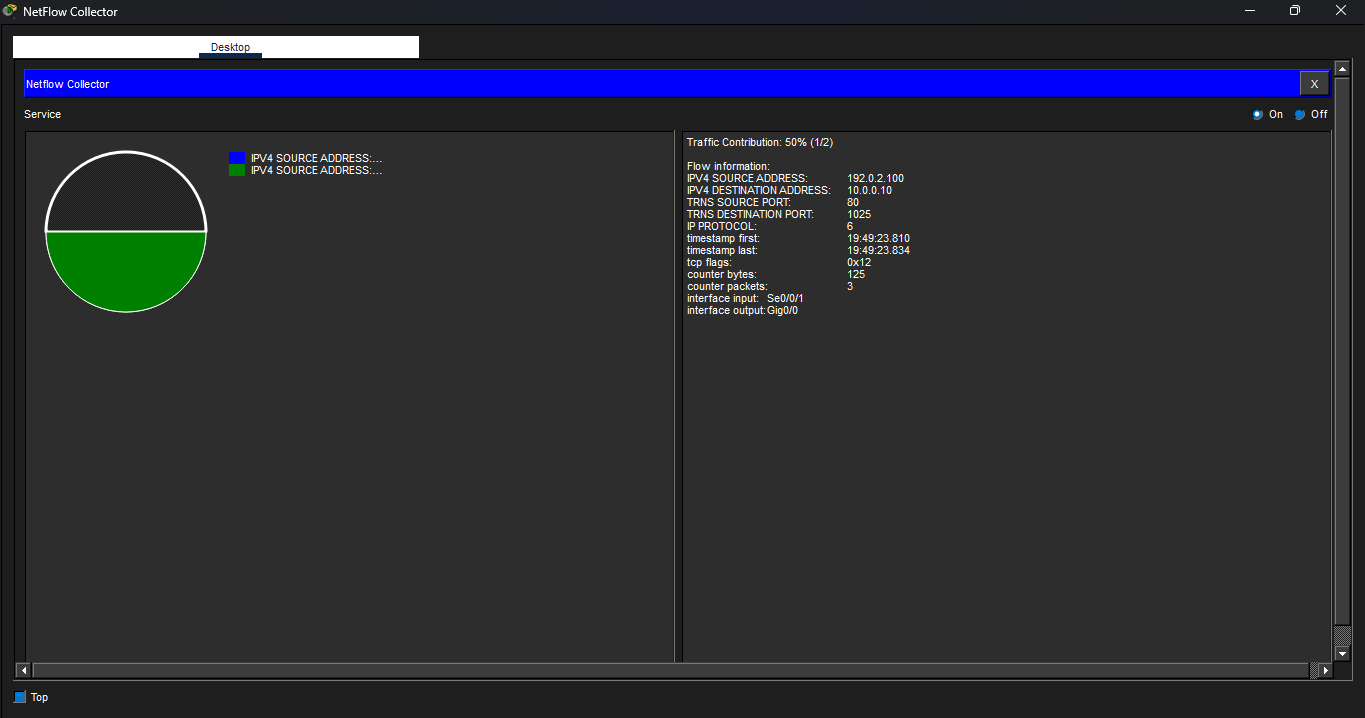 NetFlow Collector
Desktop
Netflow Collector
X
Service
On
Off
IPV4 SOURCE ADDRESS:...
IPV4 SOURCE ADDRESS:...
Traffic Contribution: 50% (1/2)
Flow information:
IPV4 SOURCE ADDRESS: 192.0.2.100
IPV4 DESTINATION ADDRESS: 10.0.0.10
TRNS SOURCE PORT: 80
TRNS DESTINATION PORT: 1025
IP PROTOCOL: 6
timestamp first: 19:49:23.810
timestamp last: 19:49:23.834
tcp flags: 0x12
counter bytes: 125
counter packets: 3
interface input: Se0/0/1
interface output: Gig0/0
Top